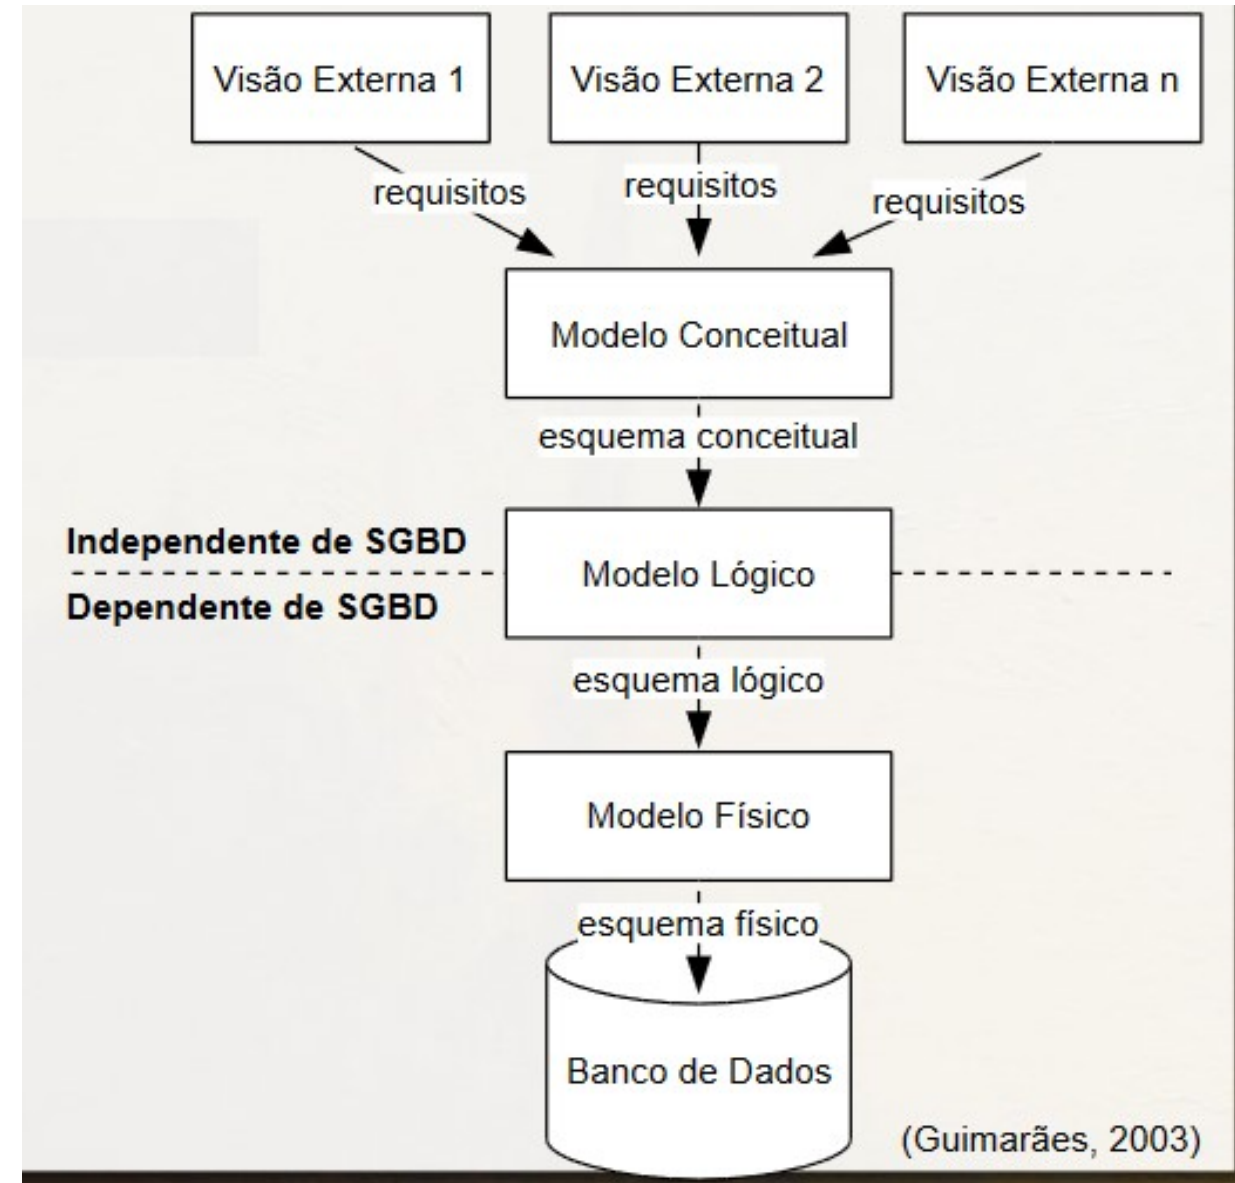 Visão Externa 1
Visão Externa 2
Visão Externa n
requisitos
requisitos
requisitos
Modelo Conceitual
esquema conceitual
Independente de SGBD
Modelo Lógico
Dependente de SGBD
esquema lógico
Modelo Físico
esquema físico
Banco de Dados
(Guimarães, 2003)